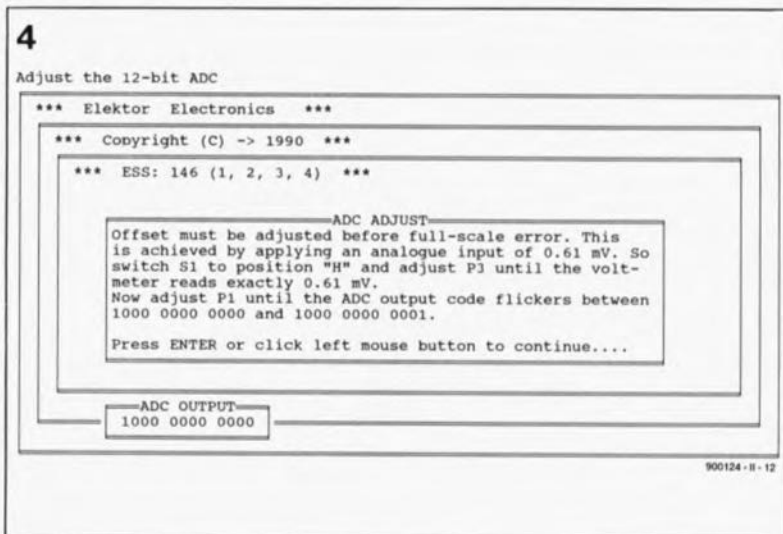 4
Adjust the 12-bit ADC
*** Elektor Electronics ***
*** Copyright (C) -> 1990 ***
*** ESS: 146 (1, 2, 3, 4) ***
ADC ADJUST
Offset must be adjusted before full-scale error. This
is achieved by applying an analogue input of 0.61 mV. So
switch S1 to position "H" and adjust P3 until the volt-
meter reads exactly 0.61 mV.
Now adjust P1 until the ADC output code flickers between
1000 0000 0000 and 1000 0000 0001.
Press ENTER or click left mouse button to continue....
ADC OUTPUT
1000 0000 0000
900124 - II - 12